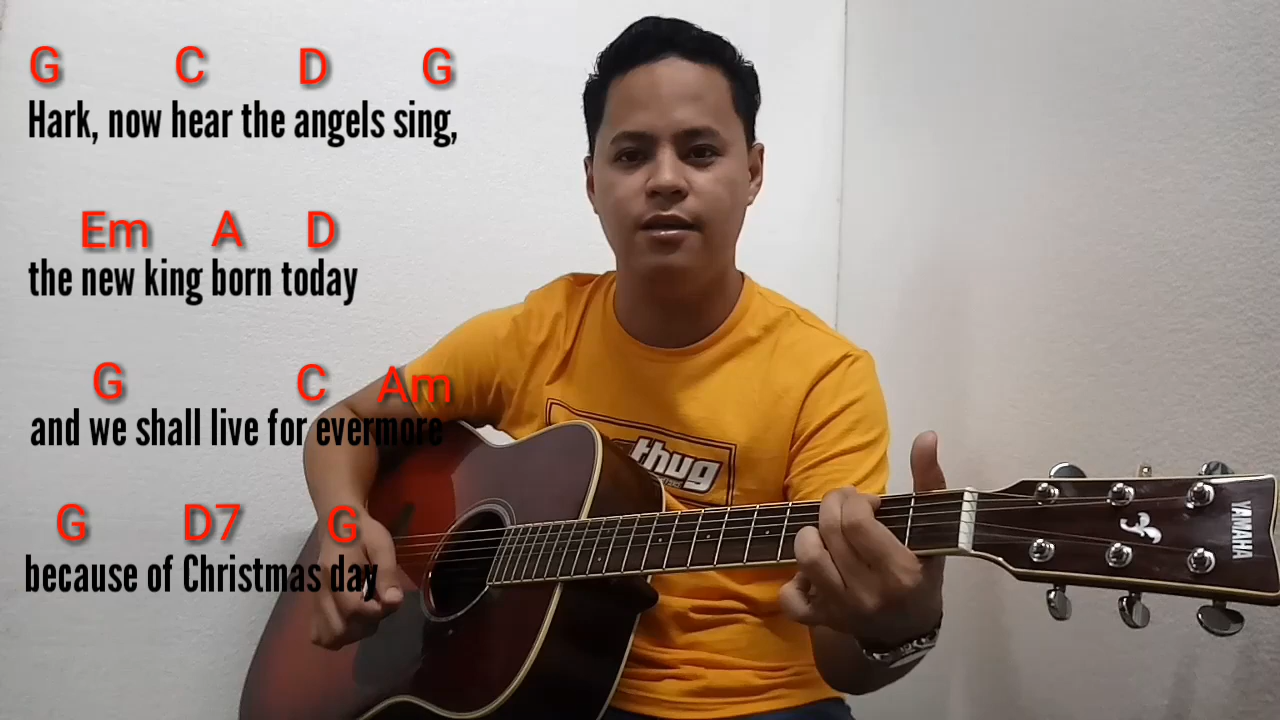 G C D G
Hark, now hear the angels sing,
Em A D
the new king born today
G C Am
and we shall live for evermore
G D7 G
because of Christmas day
thug
YAMAHA